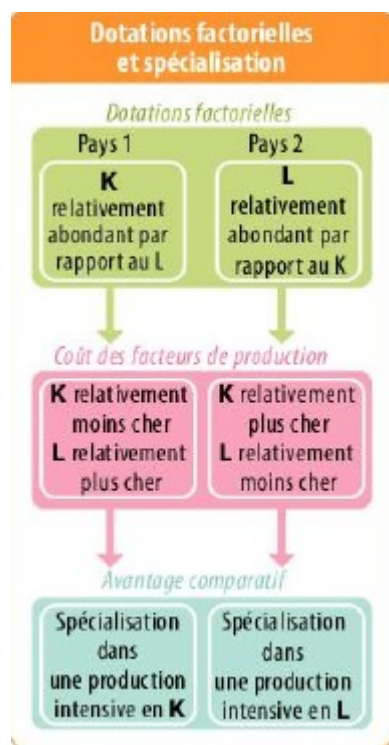 Dotations factorielles
et spécialisation
Dotations factorielles
Pays 1
K
relativement
abondant par
rapport au L
Pays 2
L
relativement
abondant par
rapport au K
Coût des facteurs de production
K relativement
moins cher
L relativement
plus cher
K relativement
plus cher
L relativement
moins cher
Avantage comparatif
Spécialisation
dans
une production
intensive en K
Spécialisation
dans
une production
intensive en L